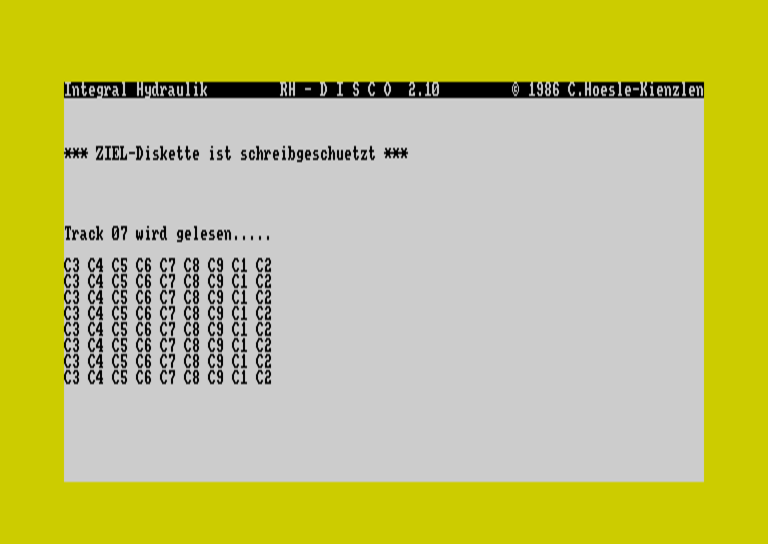 Integral Hydraulik RH - D I S C O 2.10 © 1986 C.Hoesle-Kienzlen
*** ZIEL-Diskette ist schreibgeschuetzt ***
Track 07 wird gelesen.....
C3 C4 C5 C6 C7 C8 C9 C1 C2
C3 C4 C5 C6 C7 C8 C9 C1 C2
C3 C4 C5 C6 C7 C8 C9 C1 C2
C3 C4 C5 C6 C7 C8 C9 C1 C2
C3 C4 C5 C6 C7 C8 C9 C1 C2
C3 C4 C5 C6 C7 C8 C9 C1 C2
C3 C4 C5 C6 C7 C8 C9 C1 C2
C3 C4 C5 C6 C7 C8 C9 C1 C2